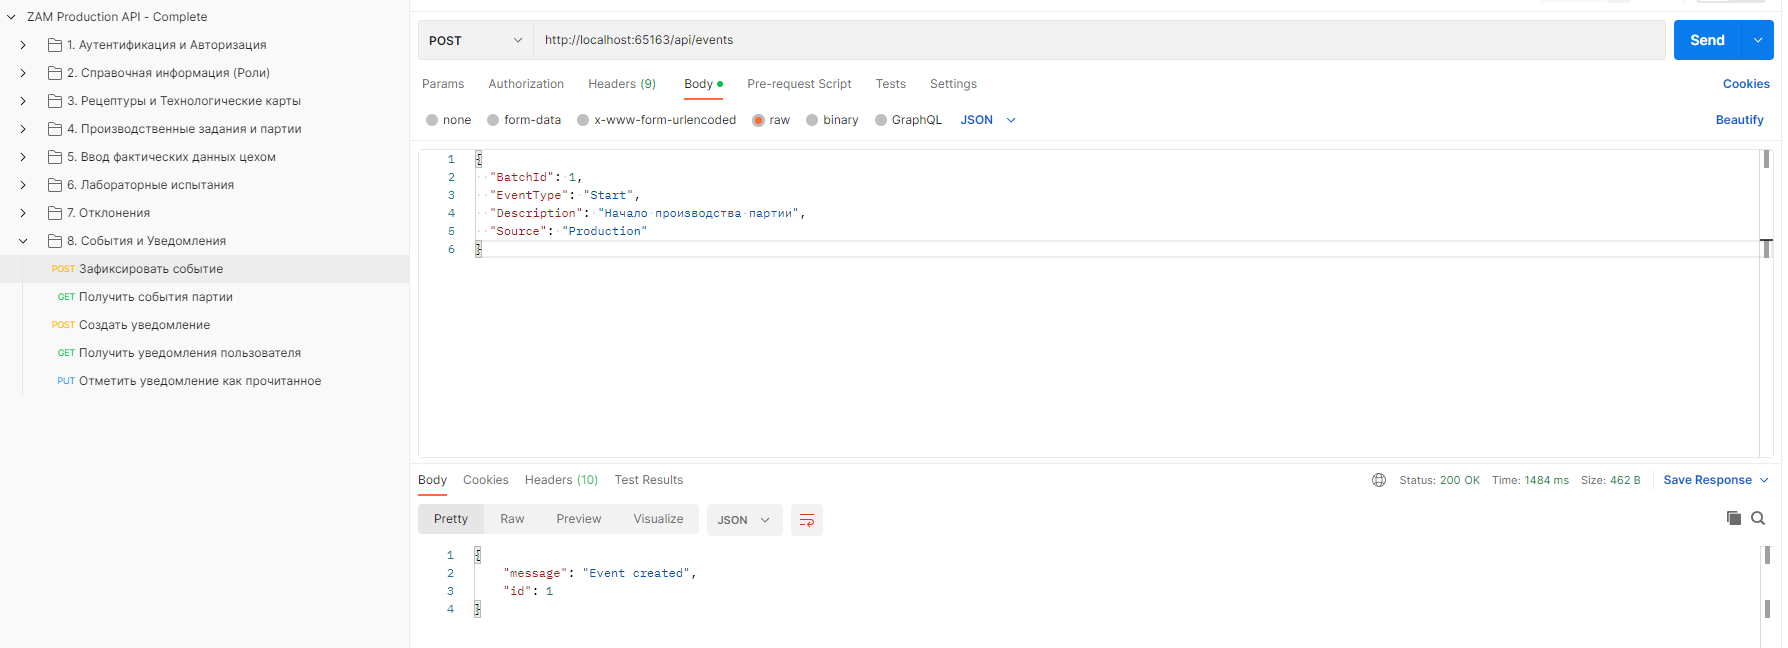 ZAM Production API - Complete
1. Аутентификация и Авторизация
2. Справочная информация (Роли)
3. Рецептуры и Технологические карты
4. Производственные задания и партии
5. Ввод фактических данных цехом
6. Лабораторные испытания
7. Отклонения
8. События и Уведомления
POST Зафиксировать событие
GET Получить события партии
POST Создать уведомление
GET Получить уведомления пользователя
PUT Отметить уведомление как прочитанное
POST http://localhost:65163/api/events Send
Params Authorization Headers (9) Body Pre-request Script Tests Settings Cookies
none form-data x-www-form-urlencoded raw binary GraphQL JSON Beautify
1 {
2 "BatchId": 1,
3 "EventType": "Start",
4 "Description": "Начало производства партии",
5 "Source": "Production"
6 }
Body Cookies Headers (10) Test Results Status: 200 OK Time: 1484 ms Size: 462 B Save Response
Pretty Raw Preview Visualize JSON
1 {
2 "message": "Event created",
3 "id": 1
4 }